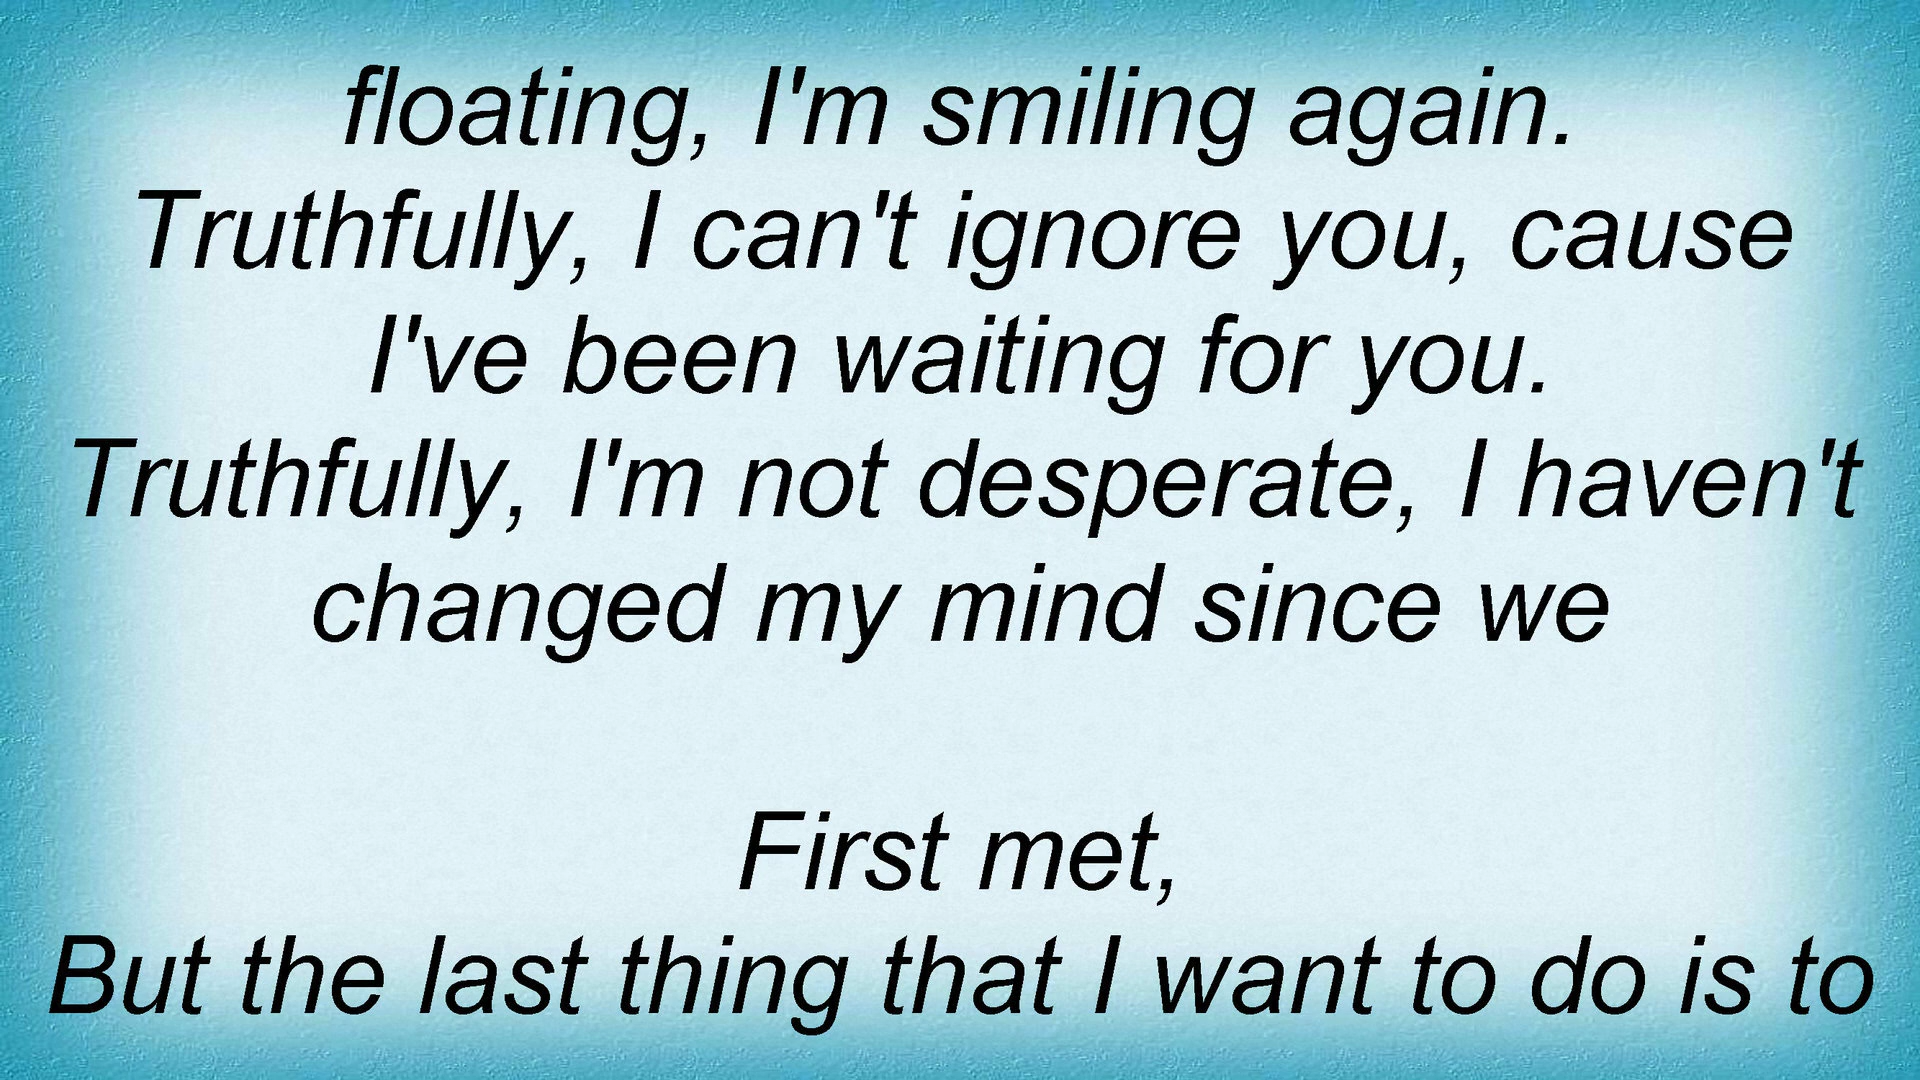 floating, I'm smiling again.
Truthfully, I can't ignore you, cause
I've been waiting for you.
Truthfully, I'm not desperate, I haven't
changed my mind since we
First met,
But the last thing that I want to do is to